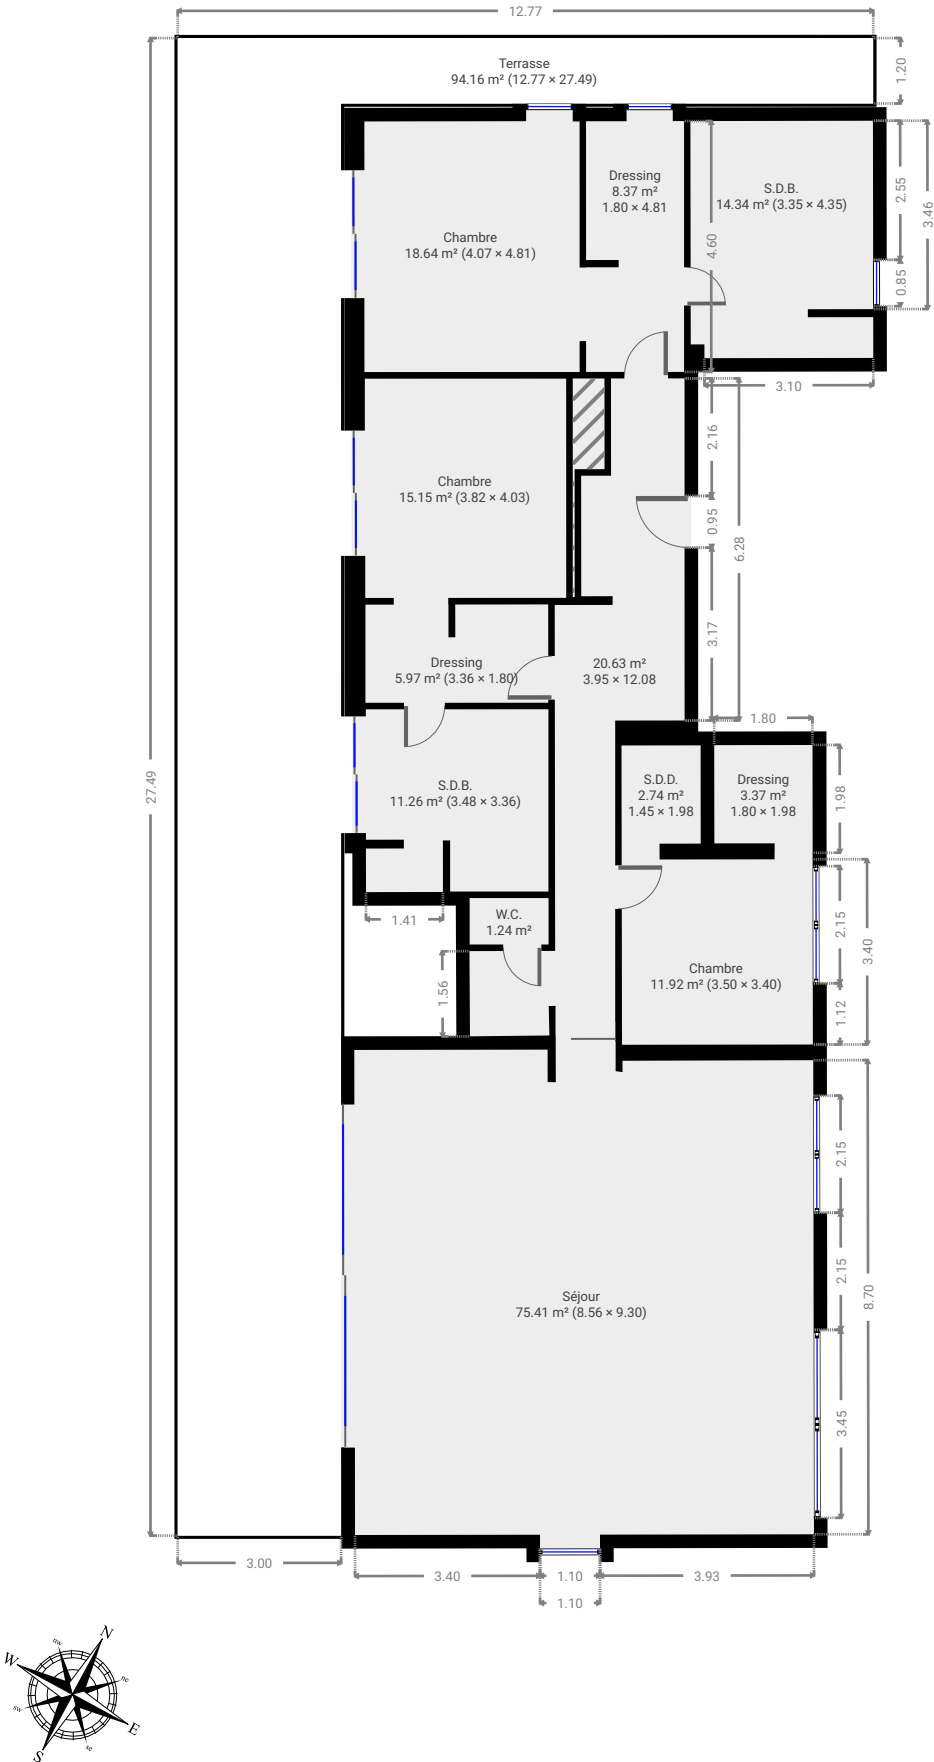 12.77
Terrasse
94.16 m² (12.77 × 27.49)
1.20
Dressing
8.37 m²
1.80 × 4.81
S.D.B.
14.34 m² (3.35 × 4.35)
2.55
3.46
0.85
Chambre
18.64 m² (4.07 × 4.81)
4.60
3.10
2.16
Chambre
15.15 m² (3.82 × 4.03)
0.95
6.28
3.17
Dressing
5.97 m² (3.36 × 1.80)
20.63 m²
3.95 × 12.08
1.80
27.49
S.D.B.
11.26 m² (3.48 × 3.36)
S.D.D.
2.74 m²
1.45 × 1.98
Dressing
3.37 m²
1.80 × 1.98
1.98
1.41
W.C.
1.24 m²
2.15
3.40
1.56
Chambre
11.92 m² (3.50 × 3.40)
1.12
2.15
2.15
8.70
Séjour
75.41 m² (8.56 × 9.30)
3.45
3.00
3.40
1.10
3.93
1.10
N
nw
W
ne
sw
E
se
S